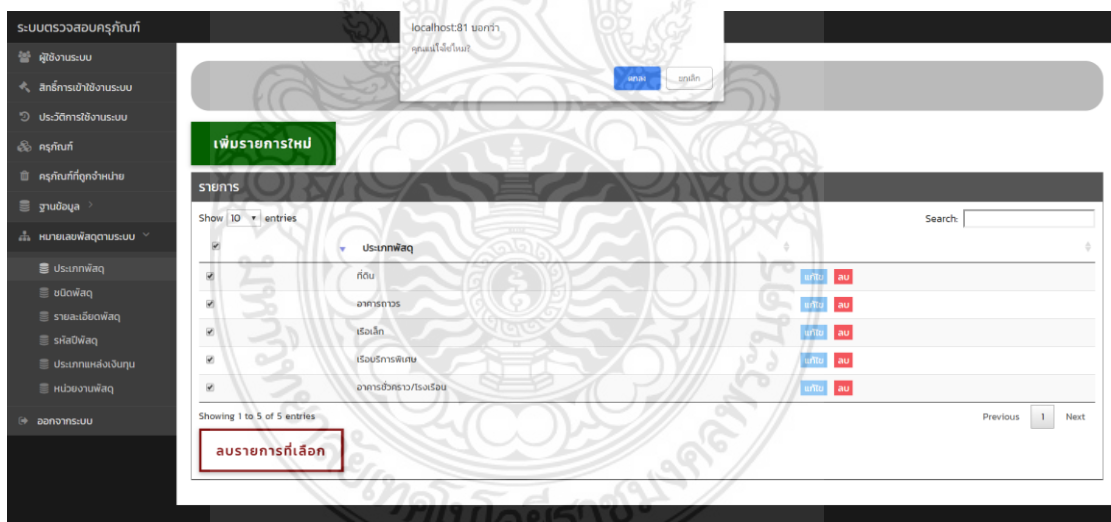 ระบบตรวจสอบครุภัณฑ์
localhost:81 บอกว่า
คุณแน่ใจใช่ไหม?
ตกลง ยกเลิก
ผู้ใช้งานระบบ
สิทธิ์การเข้าใช้งานระบบ
ประวัติการใช้งานระบบ
ครุภัณฑ์
ครุภัณฑ์ที่ถูกจำหน่าย
ฐานข้อมูล
หมายเลขพัสดุตามระบบ
ประเภทพัสดุ
ชนิดพัสดุ
รายละเอียดพัสดุ
รหัสปีพัสดุ
ประเภทแหล่งเงินทุน
หน่วยงานพัสดุ
ออกจากระบบ
เพิ่มรายการใหม่
รายการ
Show 10 entries Search:
ประเภทพัสดุ
ที่ดิน แก้ไข ลบ
อาคารถาวร แก้ไข ลบ
เรือเล็ก แก้ไข ลบ
เรือบริการพิเศษ แก้ไข ลบ
อาคารชั่วคราว/โรงเรือน แก้ไข ลบ
Showing 1 to 5 of 5 entries Previous 1 Next
ลบรายการที่เลือก